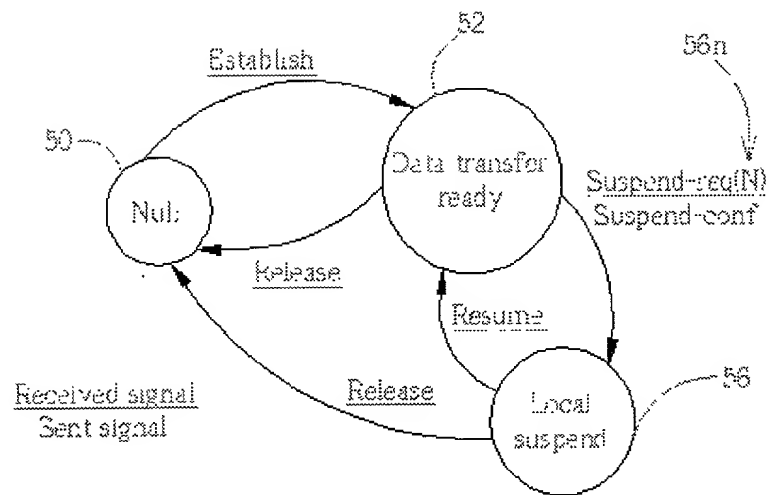 52
56n
Establish
50
Data transfer
ready
Suspend-req(N)
Suspend-conf
Null
Release
Resume
Received signal
Sent signal
Release
56
Local
suspend